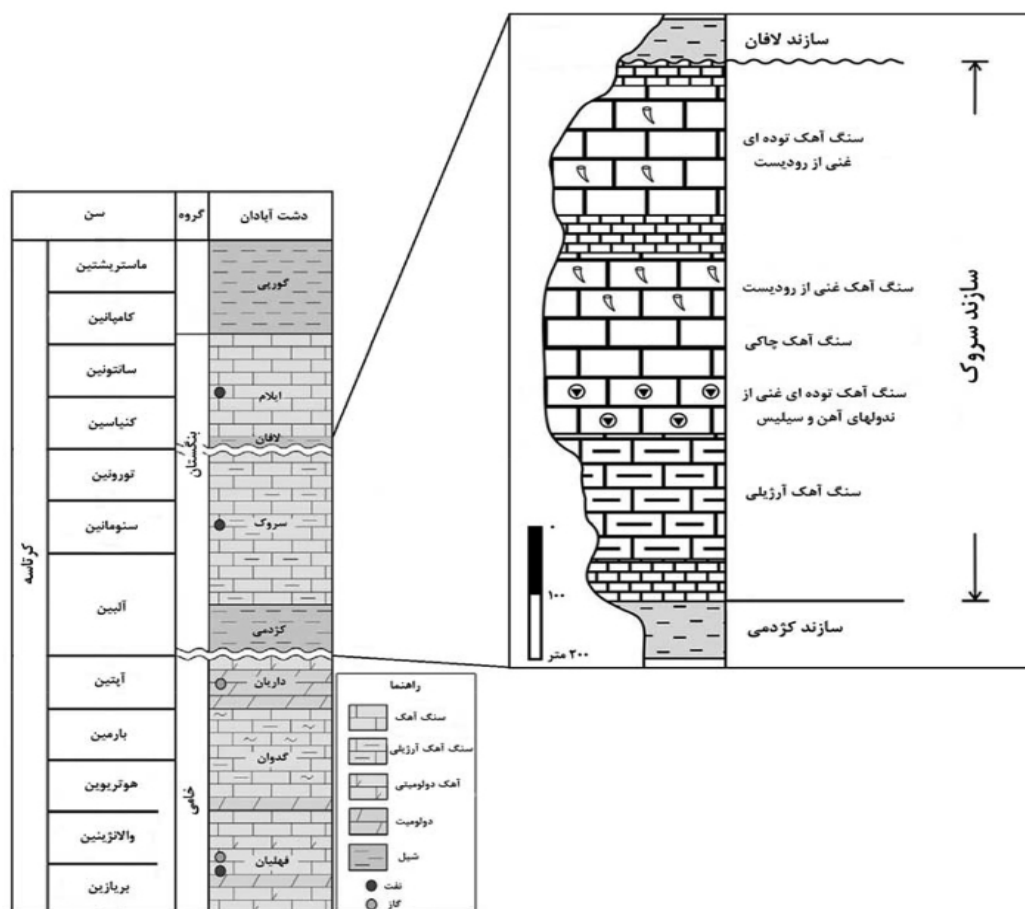 سازند لافان
سنگ آهک توده ای
غنی از رودیست
سنگ آهک غنی از رودیست
سنگ آهک چاکی
سنگ آهک توده ای غنی از
ندولهای آهن و سیلیس
سنگ آهک آرژیلی
سازند کژدمی
سازند سروک
۰
۱۰۰
۲۰۰ متر
سن
گروه
دشت آبادان
کرتاسه
ماستریشتین
کامپانین
سانتونین
کنیاسین
تورونین
سنومانین
آلبین
آپتین
بارمین
هوتریوین
والانژینین
بریازین
بنگستان
خامی
گورپی
ایلام
لافان
سروک
کژدمی
داریان
گدوان
فهلیان
راهنما
سنگ آهک
سنگ آهک آرژیلی
آهک دولومیتی
دولومیت
شیل
نفت
گاز